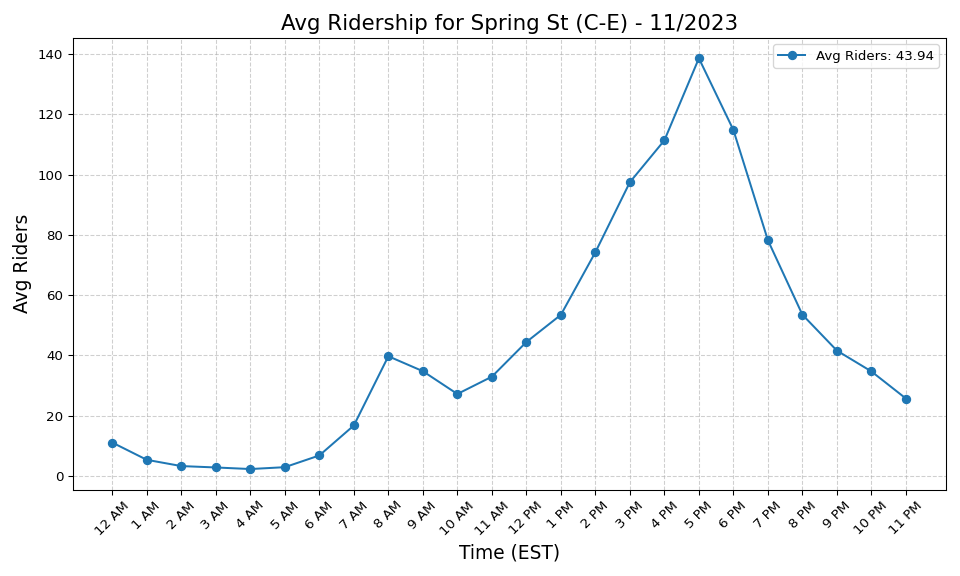 Avg Ridership for Spring St (C-E) - 11/2023
Avg Riders: 43.94
140
120
100
80
60
40
20
0
Avg Riders
12 AM
1 AM
2 AM
3 AM
4 AM
5 AM
6 AM
7 AM
8 AM
9 AM
10 AM
11 AM
12 PM
1 PM
2 PM
3 PM
4 PM
5 PM
6 PM
7 PM
8 PM
9 PM
10 PM
11 PM
Time (EST)